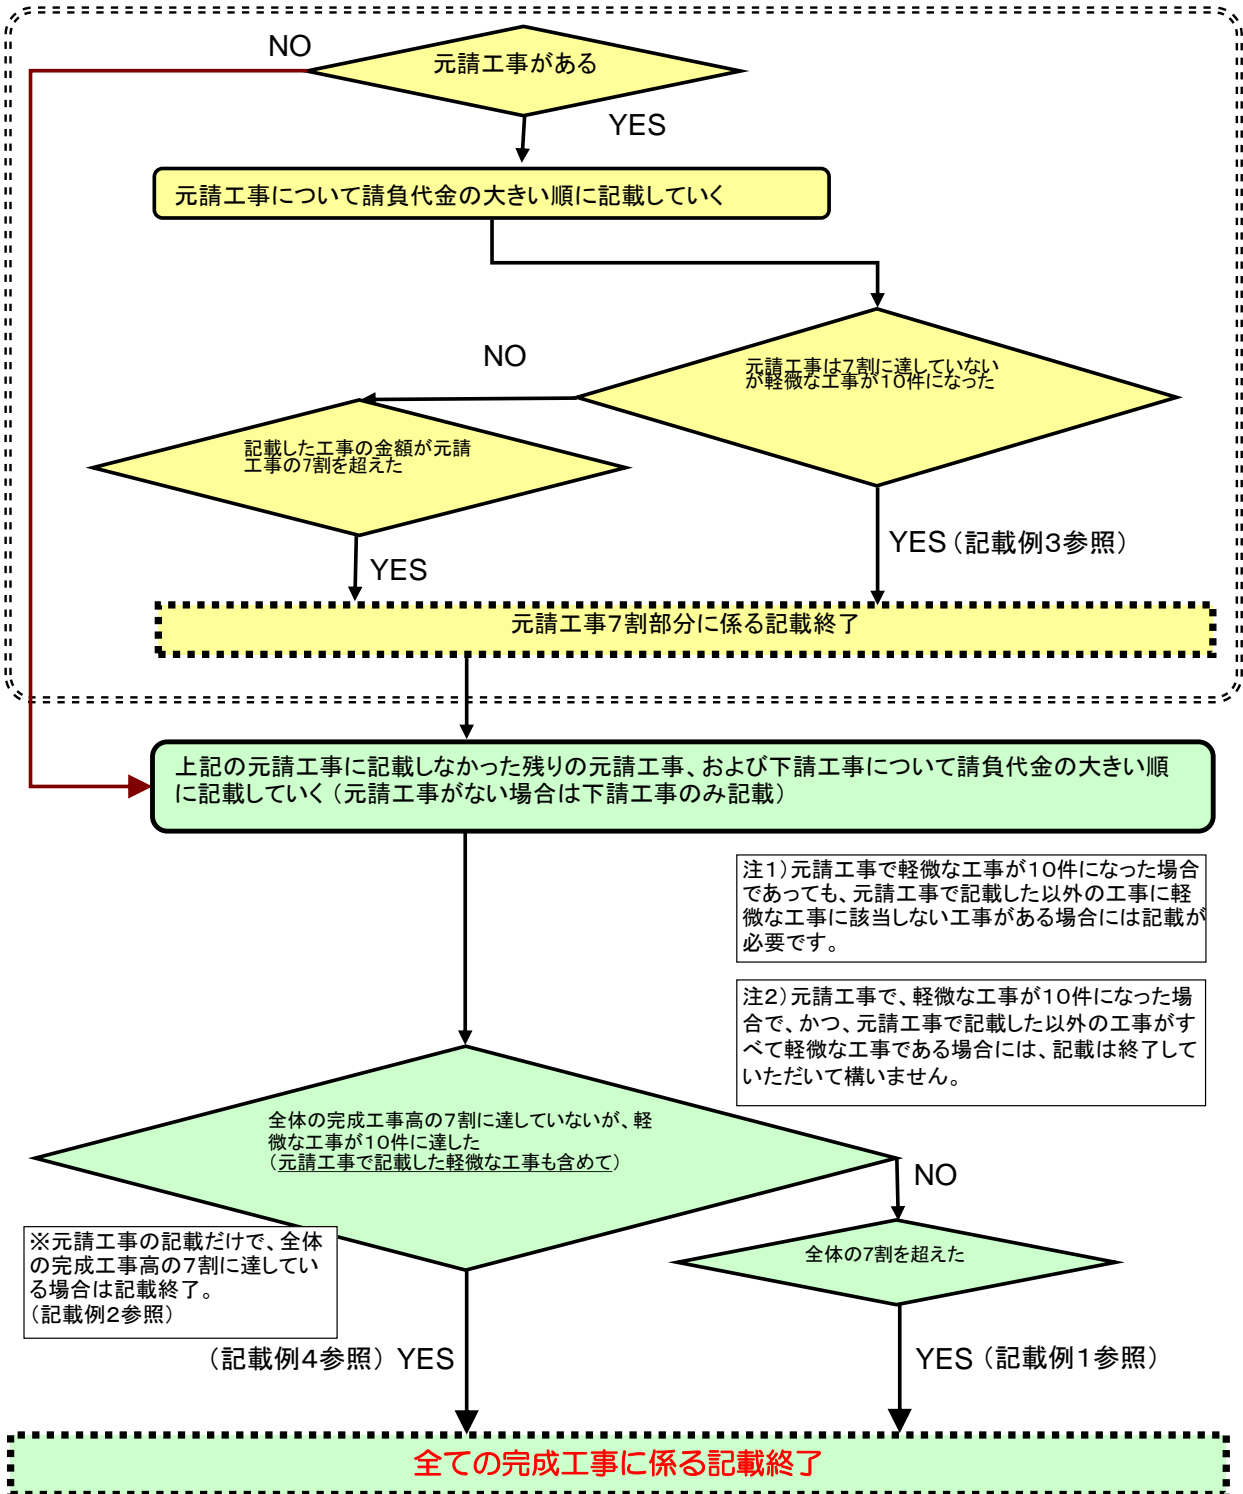 NO
元請工事がある
YES
元請工事について請負代金の大きい順に記載していく
NO
元請工事は7割に達していない
が軽微な工事が10件になった
記載した工事の金額が元請
工事の7割を超えた
YES(記載例3参照)
YES
元請工事7割部分に係る記載終了
上記の元請工事に記載しなかった残りの元請工事、および下請工事について請負代金の大きい順
に記載していく(元請工事がない場合は下請工事のみ記載)
注1)元請工事で軽微な工事が10件になった場合
であっても、元請工事で記載した以外の工事に軽
微な工事に該当しない工事がある場合には記載が
必要です。
注2)元請工事で、軽微な工事が10件になった場
合で、かつ、元請工事で記載した以外の工事がす
べて軽微な工事である場合には、記載は終了して
いただいて構いません。
全体の完成工事高の7割に達していないが、軽
微な工事が10件に達した
(元請工事で記載した軽微な工事も含めて)
NO
※元請工事の記載だけで、全体
の完成工事高の7割に達してい
る場合は記載終了。
(記載例2参照)
全体の7割を超えた
(記載例4参照) YES
YES(記載例1参照)
全ての完成工事に係る記載終了